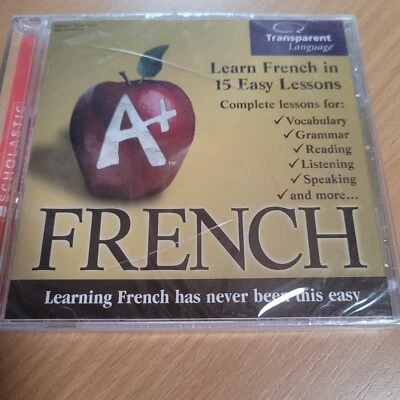 Transparent
Language®
Learn French in
15 Easy Lessons
Complete lessons for:
✓Vocabulary
✓Grammar
✓Reading
✓Listening
✓Speaking
✓and more...
A+
TM
SCHOLASTIC
FRENCH
Learning French has never been this easy